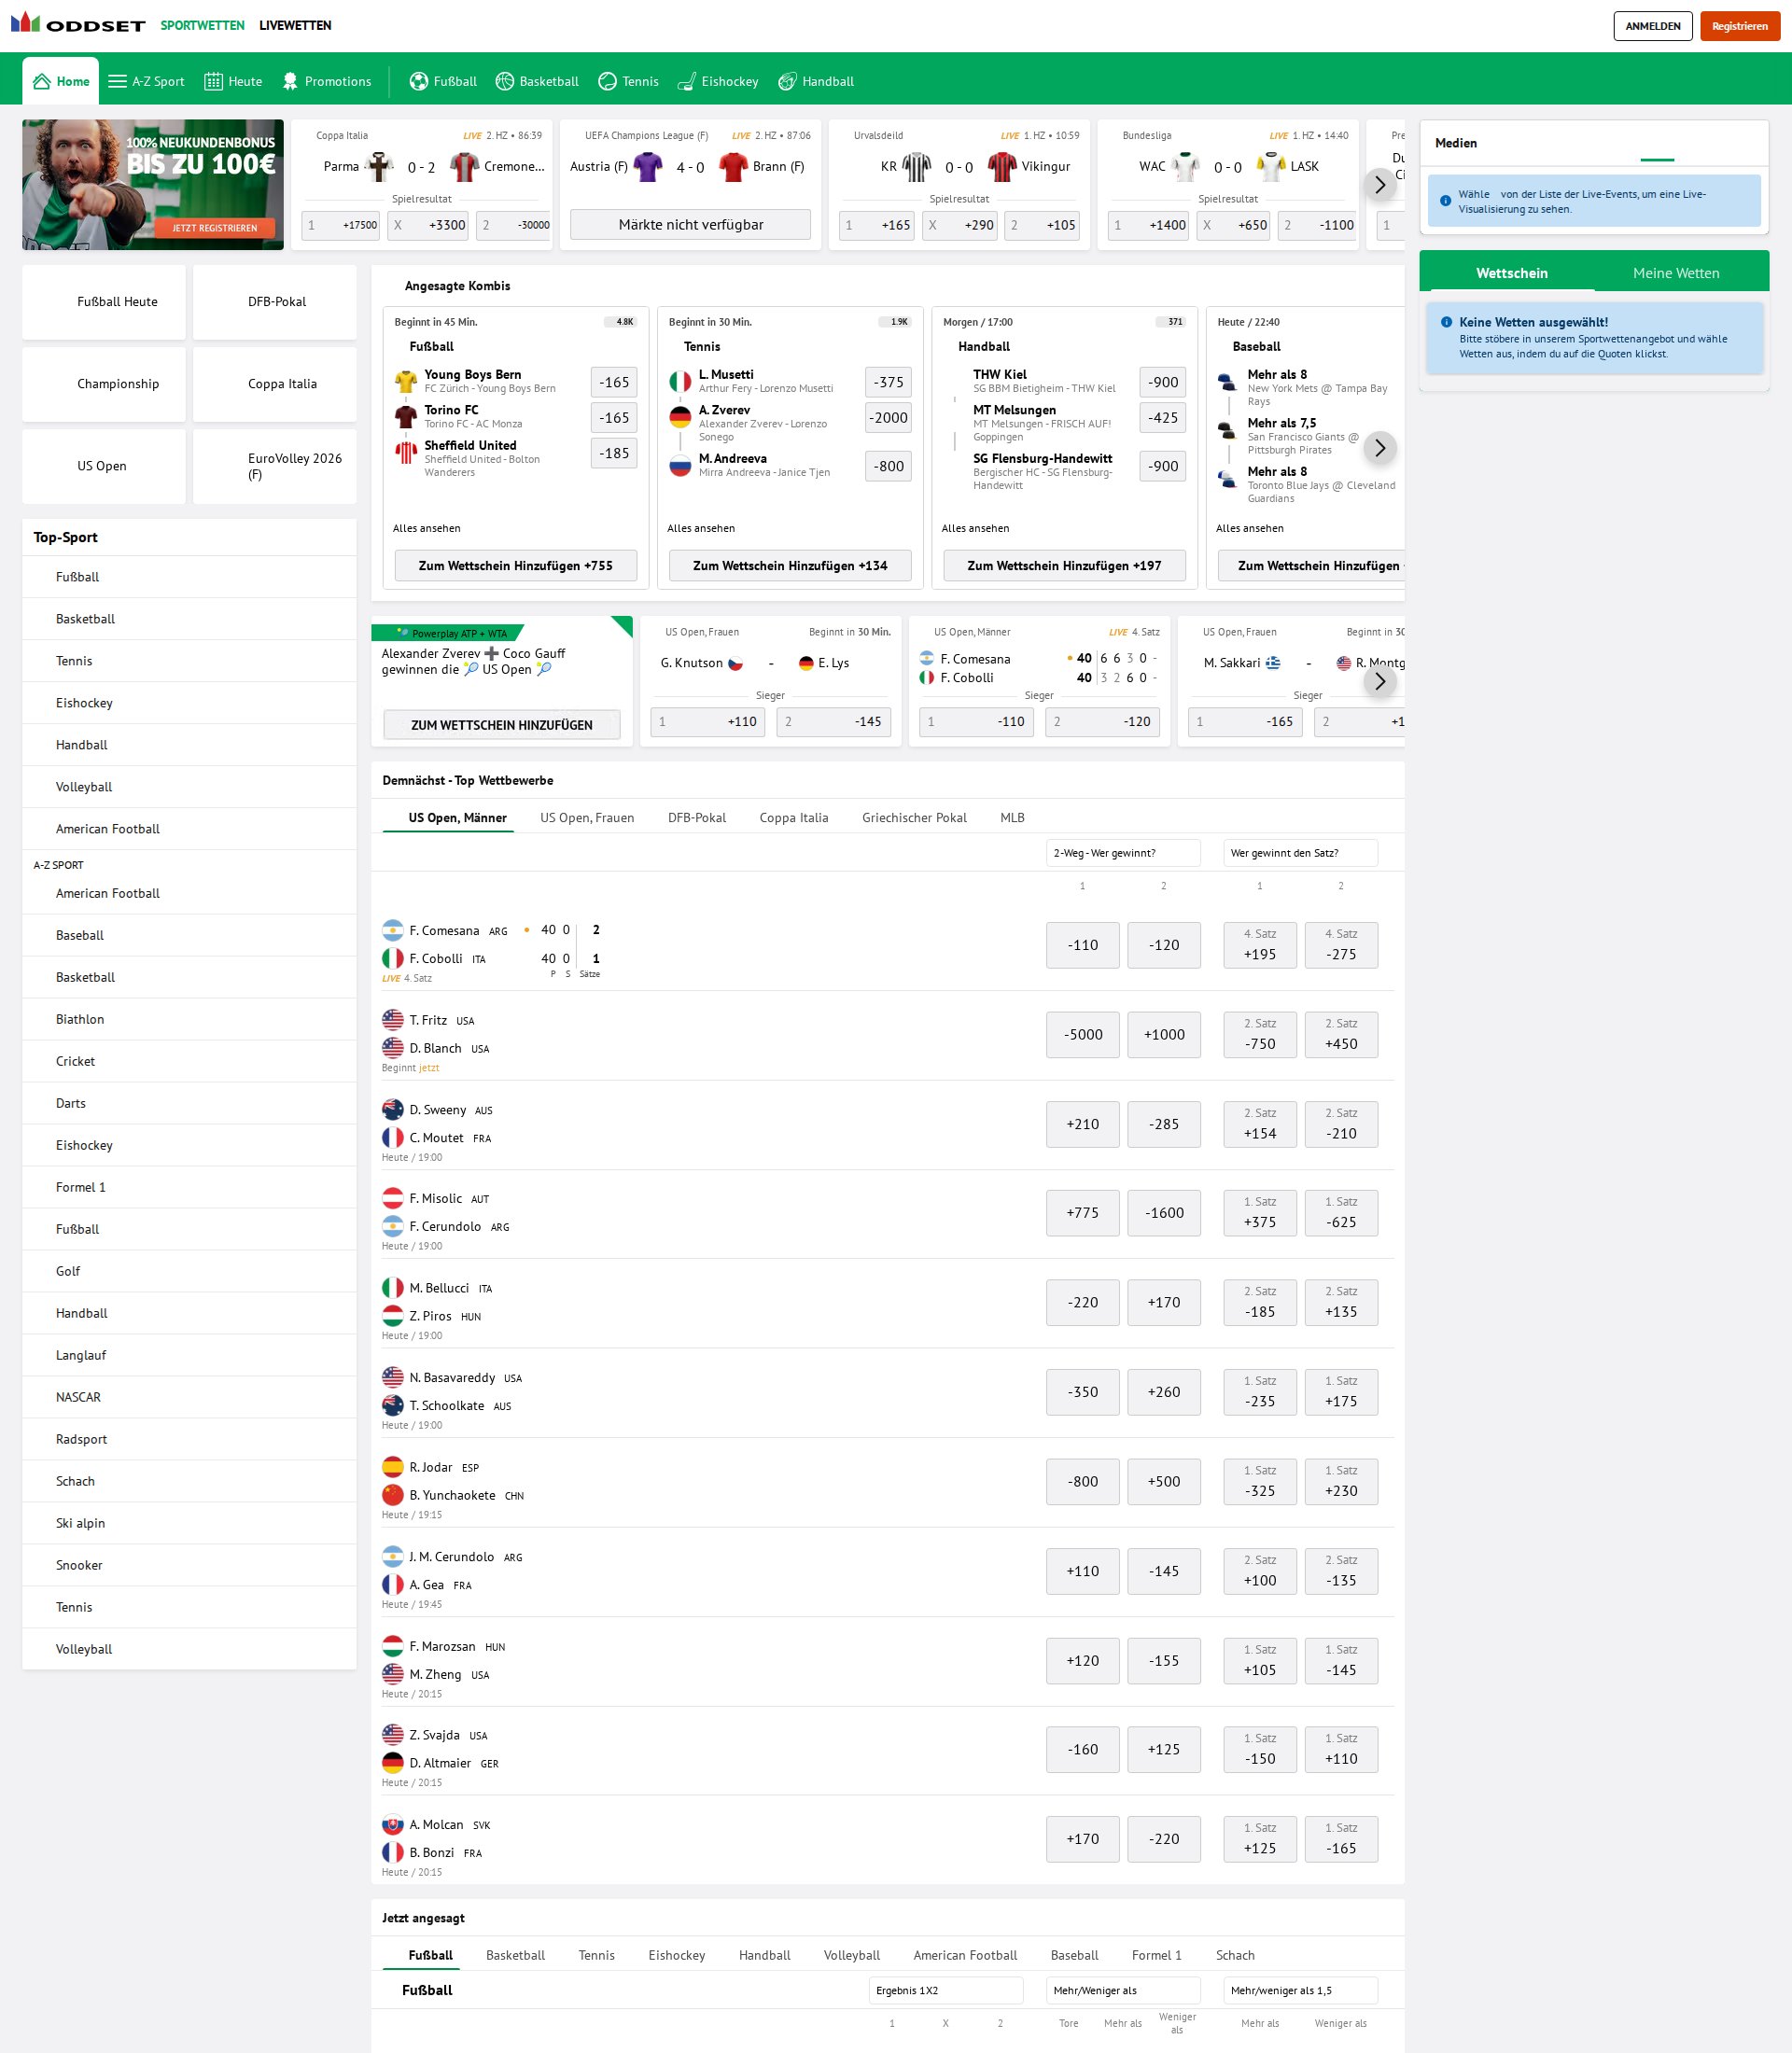 ODDSET SPORTWETTEN LIVEWETTEN ANMELDEN Registrieren
Home A-Z Sport Heute Promotions Fußball Basketball Tennis Eishockey Handball
100% NEUKUNDENBONUS
BIS ZU 100€
JETZT REGISTRIEREN
Coppa Italia LIVE 2. HZ • 86:39
Parma 0 - 2 Cremone...
Spielresultat
1 +17500 X +3300 2 -30000
UEFA Champions League (F) LIVE 2. HZ • 87:06
Austria (F) 4 - 0 Brann (F)
Märkte nicht verfügbar
Urvalsdeild LIVE 1. HZ • 10:59
KR 0 - 0 Vikingur
Spielresultat
1 +165 X +290 2 +105
Bundesliga LIVE 1. HZ • 14:40
WAC 0 - 0 LASK
Spielresultat
1 +1400 X +650 2 -1100
Pre
Du
Ci
1
Medien
Wähle von der Liste der Live-Events, um eine Live-
Visualisierung zu sehen.
Wettschein Meine Wetten
Keine Wetten ausgewählt!
Bitte stöbere in unserem Sportwettenangebot und wähle
Wetten aus, indem du auf die Quoten klickst.
Fußball Heute DFB-Pokal
Championship Coppa Italia
US Open EuroVolley 2026
(F)
Top-Sport
Fußball
Basketball
Tennis
Eishockey
Handball
Volleyball
American Football
A-Z SPORT
American Football
Baseball
Basketball
Biathlon
Cricket
Darts
Eishockey
Formel 1
Fußball
Golf
Handball
Langlauf
NASCAR
Radsport
Schach
Ski alpin
Snooker
Tennis
Volleyball
Angesagte Kombis
Beginnt in 45 Min. 4.8K
Fußball
Young Boys Bern -165
FC Zürich - Young Boys Bern
Torino FC -165
Torino FC - AC Monza
Sheffield United -185
Sheffield United - Bolton
Wanderers
Alles ansehen
Zum Wettschein Hinzufügen +755
Beginnt in 30 Min. 1.9K
Tennis
L. Musetti -375
Arthur Fery - Lorenzo Musetti
A. Zverev -2000
Alexander Zverev - Lorenzo
Sonego
M. Andreeva -800
Mirra Andreeva - Janice Tjen
Alles ansehen
Zum Wettschein Hinzufügen +134
Morgen / 17:00 371
Handball
THW Kiel -900
SG BBM Bietigheim - THW Kiel
MT Melsungen -425
MT Melsungen - FRISCH AUF!
Goppingen
SG Flensburg-Handewitt -900
Bergischer HC - SG Flensburg-
Handewitt
Alles ansehen
Zum Wettschein Hinzufügen +197
Heute / 22:40
Baseball
Mehr als 8
New York Mets @ Tampa Bay
Rays
Mehr als 7,5
San Francisco Giants @
Pittsburgh Pirates
Mehr als 8
Toronto Blue Jays @ Cleveland
Guardians
Alles ansehen
Zum Wettschein Hinzufügen
Powerplay ATP + WTA
Alexander Zverev ➕ Coco Gauff
gewinnen die 🎾 US Open 🎾
ZUM WETTSCHEIN HINZUFÜGEN
US Open, Frauen Beginnt in 30 Min.
G. Knutson - E. Lys
Sieger
1 +110 2 -145
US Open, Männer LIVE 4. Satz
F. Comesana 40 6 6 3 0 -
F. Cobolli 40 3 2 6 0 -
Sieger
1 -110 2 -120
US Open, Frauen Beginnt in 30
M. Sakkari - R. Montg
Sieger
1 -165 2 +1
Demnächst - Top Wettbewerbe
US Open, Männer US Open, Frauen DFB-Pokal Coppa Italia Griechischer Pokal MLB
2-Weg - Wer gewinnt? Wer gewinnt den Satz?
1 2 1 2
F. Comesana ARG 40 0 2
F. Cobolli ITA 40 0 1
LIVE 4. Satz P S Sätze
-110 -120 4. Satz +195 4. Satz -275
T. Fritz USA
D. Blanch USA
Beginnt jetzt
-5000 +1000 2. Satz -750 2. Satz +450
D. Sweeny AUS
C. Moutet FRA
Heute / 19:00
+210 -285 2. Satz +154 2. Satz -210
F. Misolic AUT
F. Cerundolo ARG
Heute / 19:00
+775 -1600 1. Satz +375 1. Satz -625
M. Bellucci ITA
Z. Piros HUN
Heute / 19:00
-220 +170 2. Satz -185 2. Satz +135
N. Basavareddy USA
T. Schoolkate AUS
Heute / 19:00
-350 +260 1. Satz -235 1. Satz +175
R. Jodar ESP
B. Yunchaokete CHN
Heute / 19:15
-800 +500 1. Satz -325 1. Satz +230
J. M. Cerundolo ARG
A. Gea FRA
Heute / 19:45
+110 -145 2. Satz +100 2. Satz -135
F. Marozsan HUN
M. Zheng USA
Heute / 20:15
+120 -155 1. Satz +105 1. Satz -145
Z. Svajda USA
D. Altmaier GER
Heute / 20:15
-160 +125 1. Satz -150 1. Satz +110
A. Molcan SVK
B. Bonzi FRA
Heute / 20:15
+170 -220 1. Satz +125 1. Satz -165
Jetzt angesagt
Fußball Basketball Tennis Eishockey Handball Volleyball American Football Baseball Formel 1 Schach
Fußball Ergebnis 1X2 Mehr/Weniger als Mehr/weniger als 1,5
1 X 2 Tore Mehr als Weniger als Mehr als Weniger als